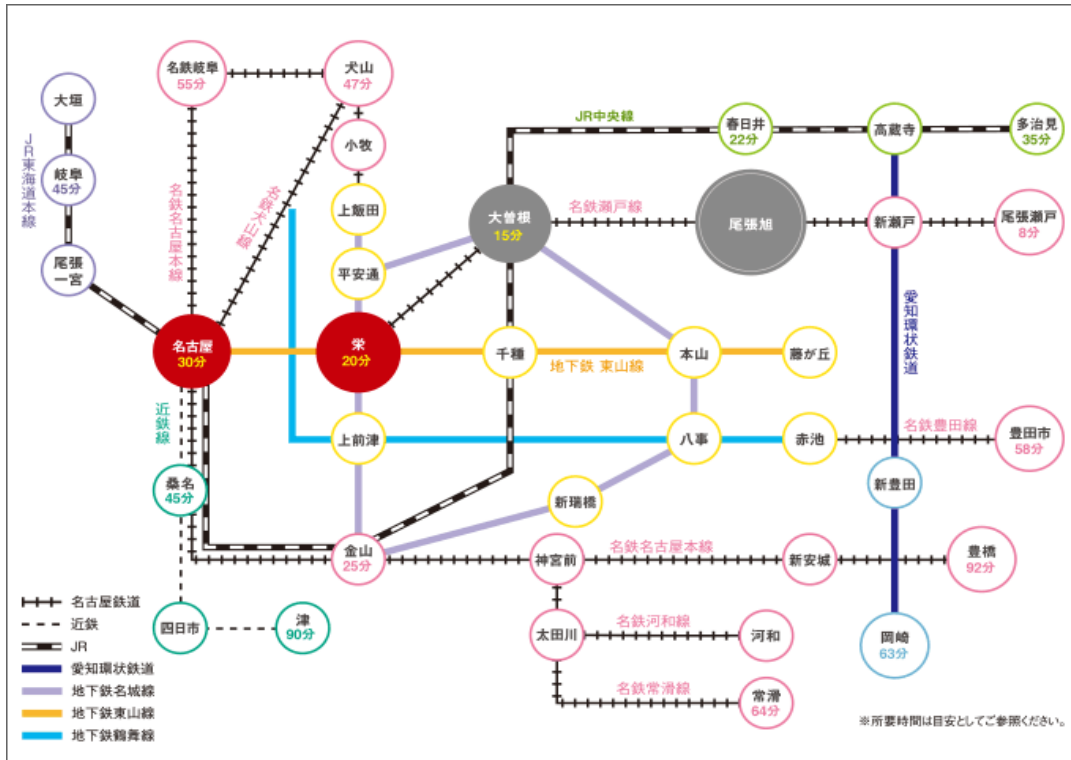 名鉄岐阜
55分
犬山
47分
大垣
JR東海道本線
岐阜
45分
尾張
一宮
名鉄名古屋本線
名鉄犬山線
小牧
上飯田
平安通
JR中央線
春日井
22分
高蔵寺
多治見
35分
大曽根
15分
名鉄瀬戸線
尾張旭
新瀬戸
尾張瀬戸
8分
愛知環状鉄道
名古屋
30分
栄
20分
千種
地下鉄 東山線
本山
藤が丘
近鉄線
上前津
八事
赤池
名鉄豊田線
豊田市
58分
桑名
45分
新瑞橋
新豊田
金山
25分
神宮前
名鉄名古屋本線
新安城
豊橋
92分
四日市
津
90分
太田川
名鉄河和線
河和
岡崎
63分
名鉄常滑線
常滑
64分
名古屋鉄道
近鉄
JR
愛知環状鉄道
地下鉄名城線
地下鉄東山線
地下鉄鶴舞線
※所要時間は目安としてご参照ください。